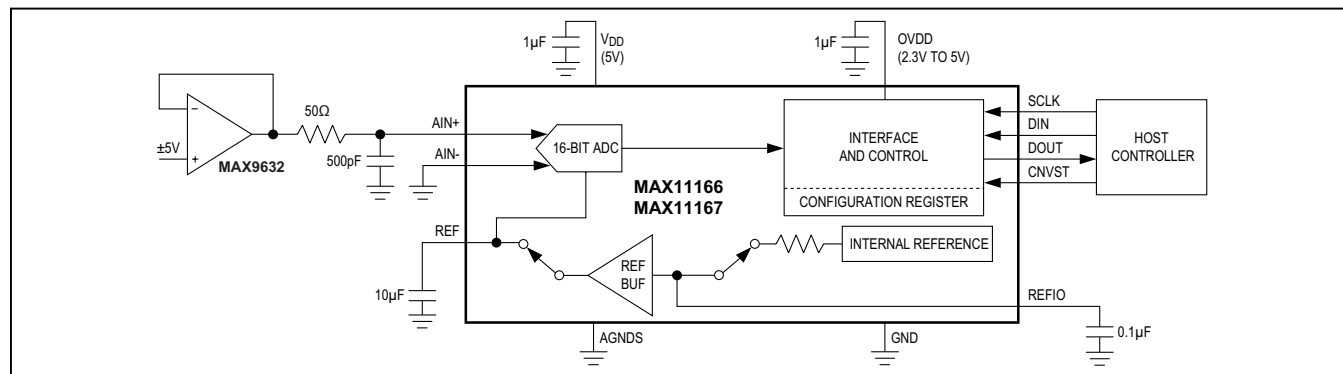 1µF
VDD
(5V)
1µF
OVDD
(2.3V TO 5V)
50Ω
AIN+
±5V
−
+
MAX9632
500pF
AIN-
16-BIT ADC
MAX11166
MAX11167
INTERFACE
AND CONTROL
CONFIGURATION REGISTER
SCLK
DIN
DOUT
CNVST
HOST
CONTROLLER
REF
10µF
REF
BUF
INTERNAL REFERENCE
REFIO
0.1µF
AGNDS
GND